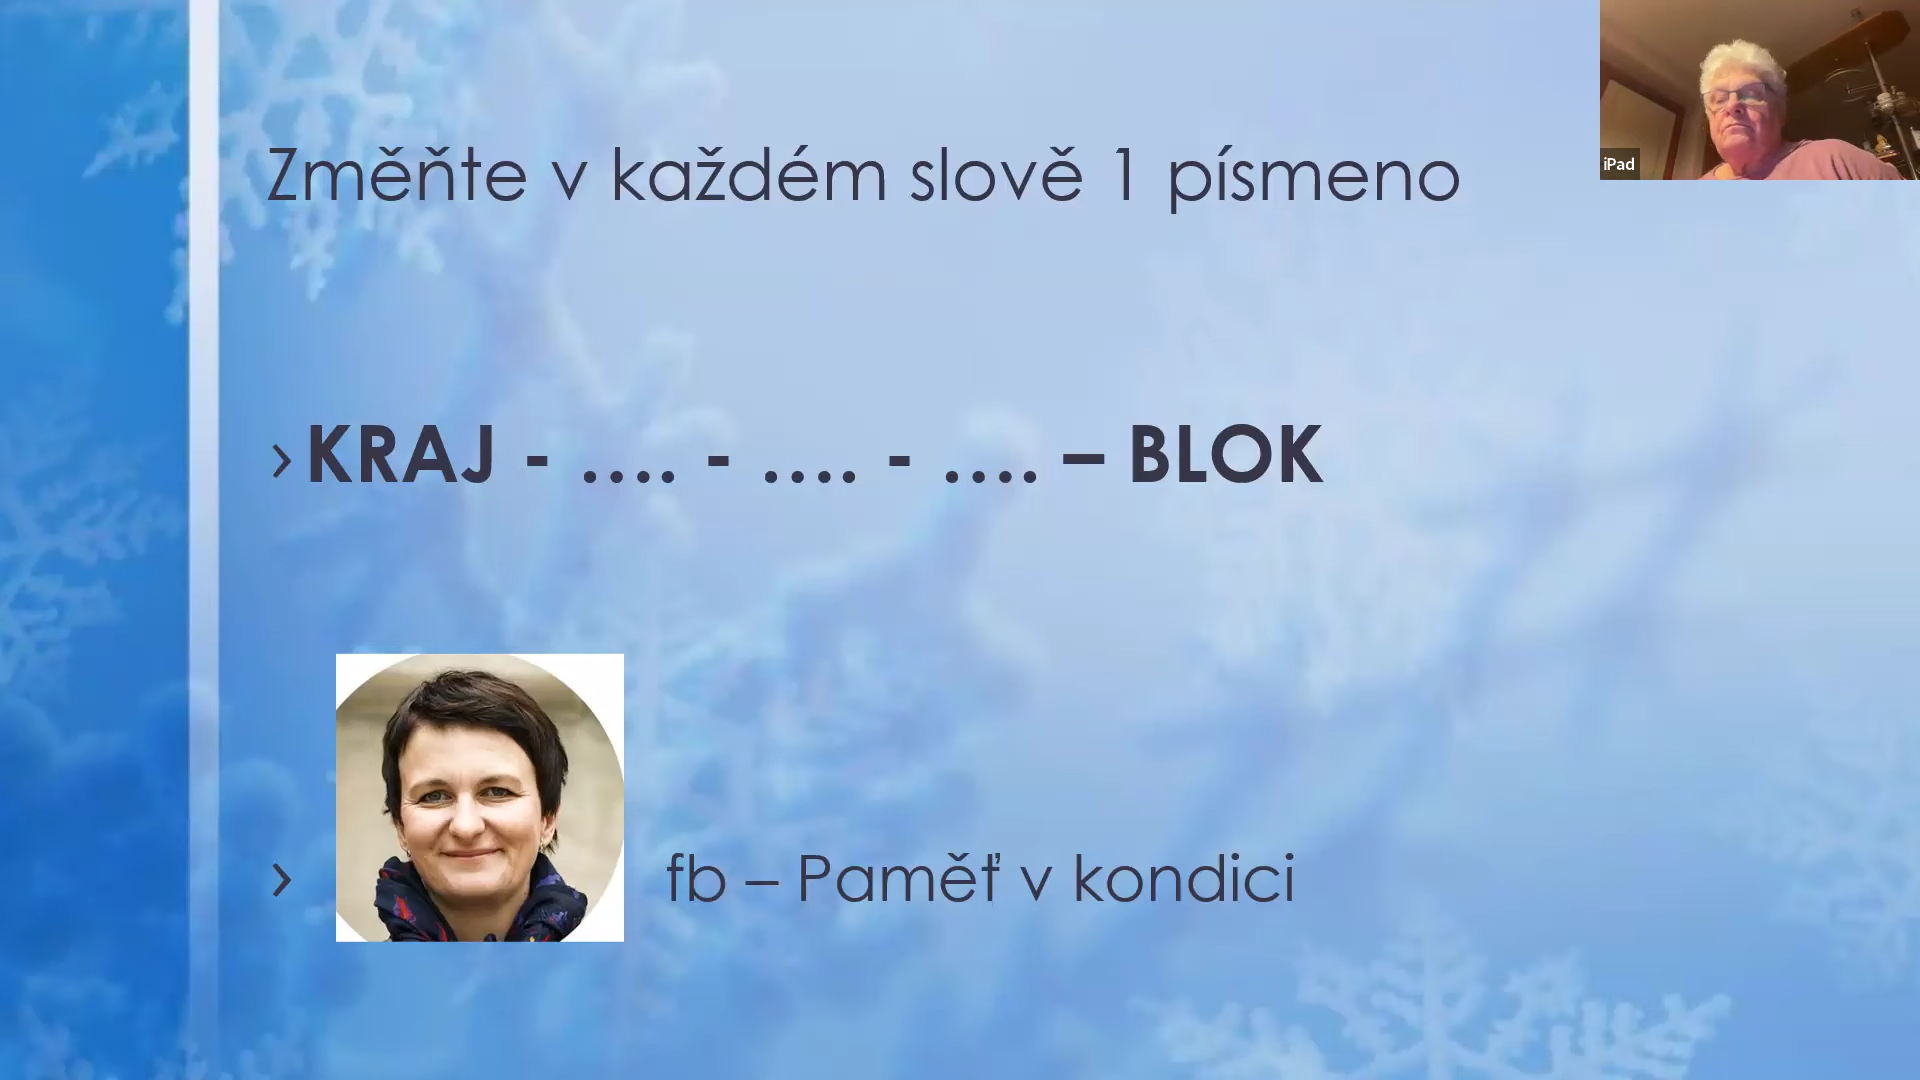 Změňte v každém slově 1 písmeno
iPad
› KRAJ - …. - …. - …. – BLOK
› fb – Paměť v kondici